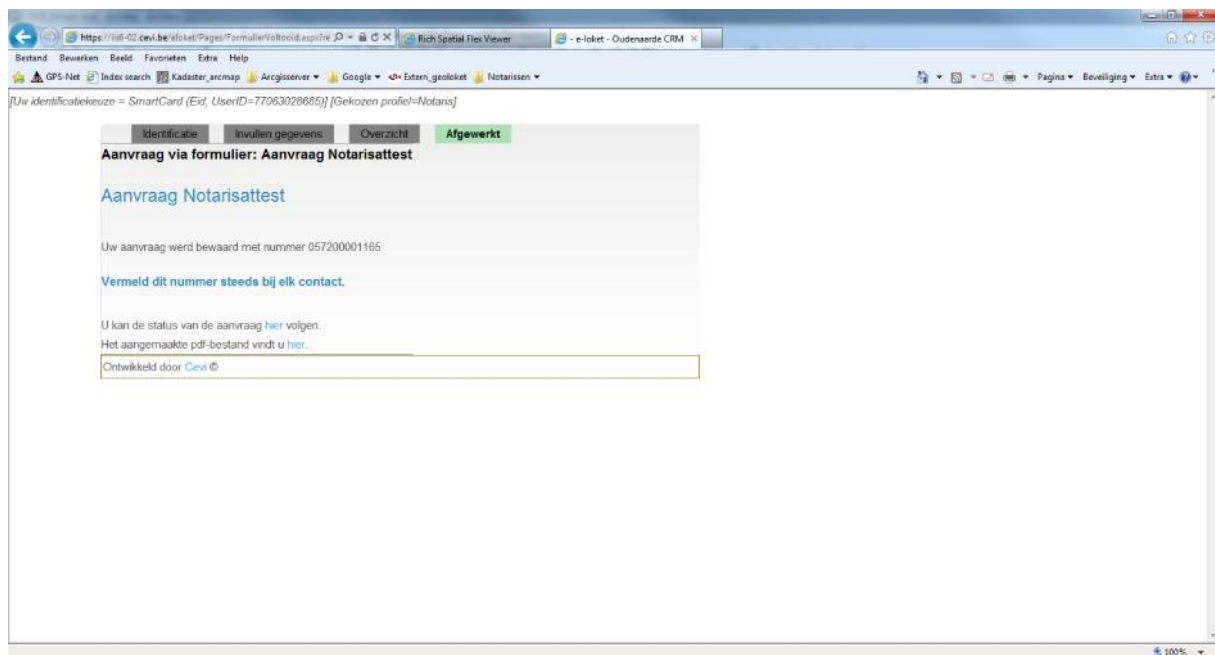 https://iis6-02.cevi.be/eloket/Pages/FormulierVoltooid.aspx?re
Rich Spatial Flex Viewer
- e-loket - Oudenaarde CRM
Bestand Bewerken Beeld Favorieten Extra Help
GPS-Net Index search Kadaster_arcmap Arcgisserver Google Extern_geoloket Notarissen
Pagina Beveiliging Extra
[Uw identificatiekeuze = SmartCard (Eid, UserID=77063028685)] [Gekozen profiel=Notaris]
Identificatie Invullen gegevens Overzicht Afgewerkt
Aanvraag via formulier: Aanvraag Notarisattest
Aanvraag Notarisattest
Uw aanvraag werd bewaard met nummer 057200001165
Vermeld dit nummer steeds bij elk contact.
U kan de status van de aanvraag hier volgen.
Het aangemaakte pdf-bestand vindt u hier.
Ontwikkeld door Cevi ©
100%